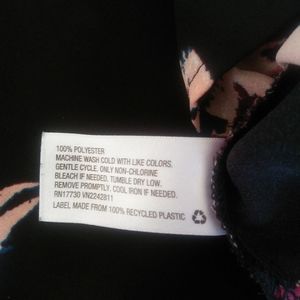 100% POLYESTER
MACHINE WASH COLD WITH LIKE COLORS.
GENTLE CYCLE. ONLY NON-CHLORINE
BLEACH IF NEEDED. TUMBLE DRY LOW.
REMOVE PROMPTLY. COOL IRON IF NEEDED.
RN17730 VN2242811
LABEL MADE FROM 100% RECYCLED PLASTIC